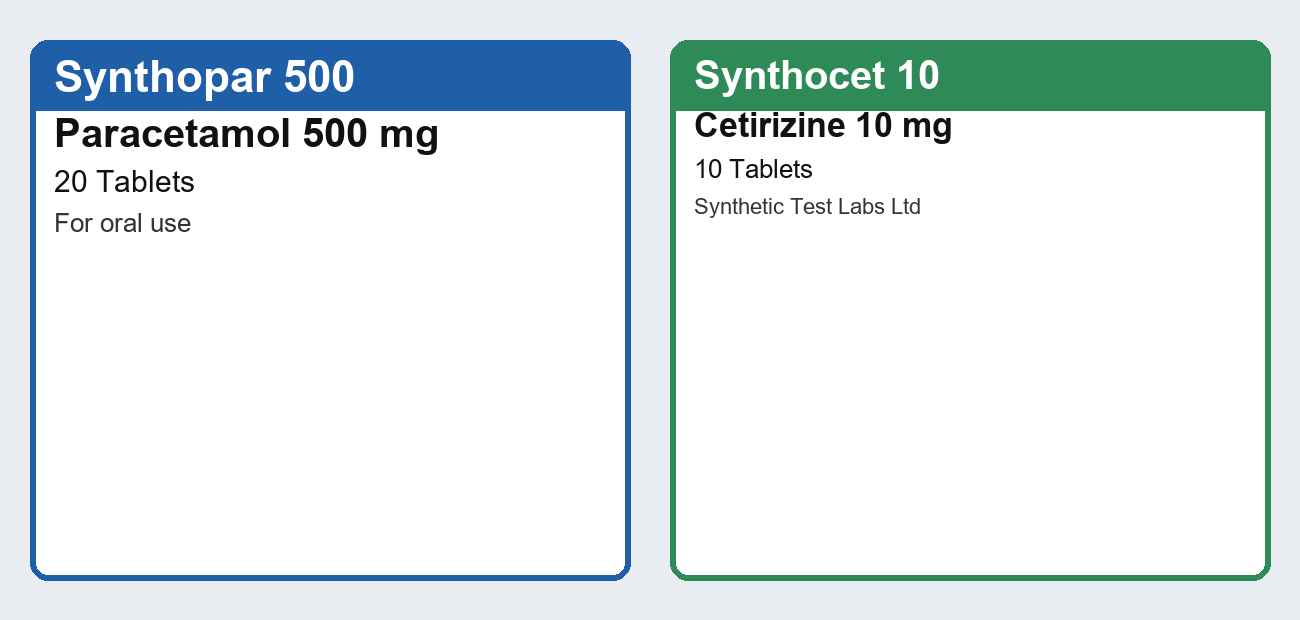 Synthopar 500
Paracetamol 500 mg
20 Tablets
For oral use
Synthocet 10
Cetirizine 10 mg
10 Tablets
Synthetic Test Labs Ltd